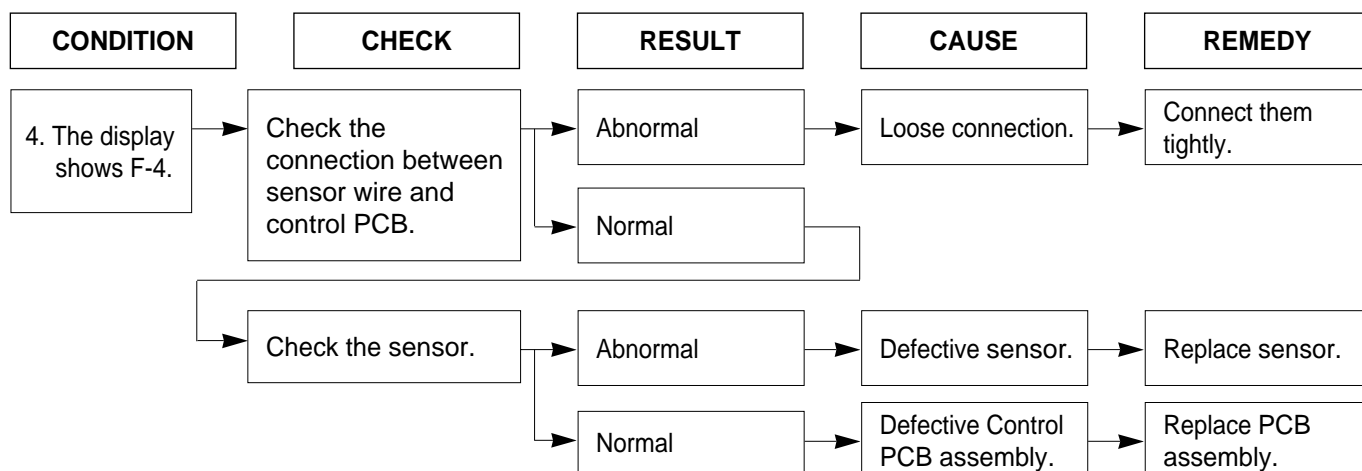 CONDITION
CHECK
RESULT
CAUSE
REMEDY
4. The display
shows F-4.
Check the
connection between
sensor wire and
control PCB.
Abnormal
Loose connection.
Connect them
tightly.
Normal
Check the sensor.
Abnormal
Defective sensor.
Replace sensor.
Normal
Defective Control
PCB assembly.
Replace PCB
assembly.